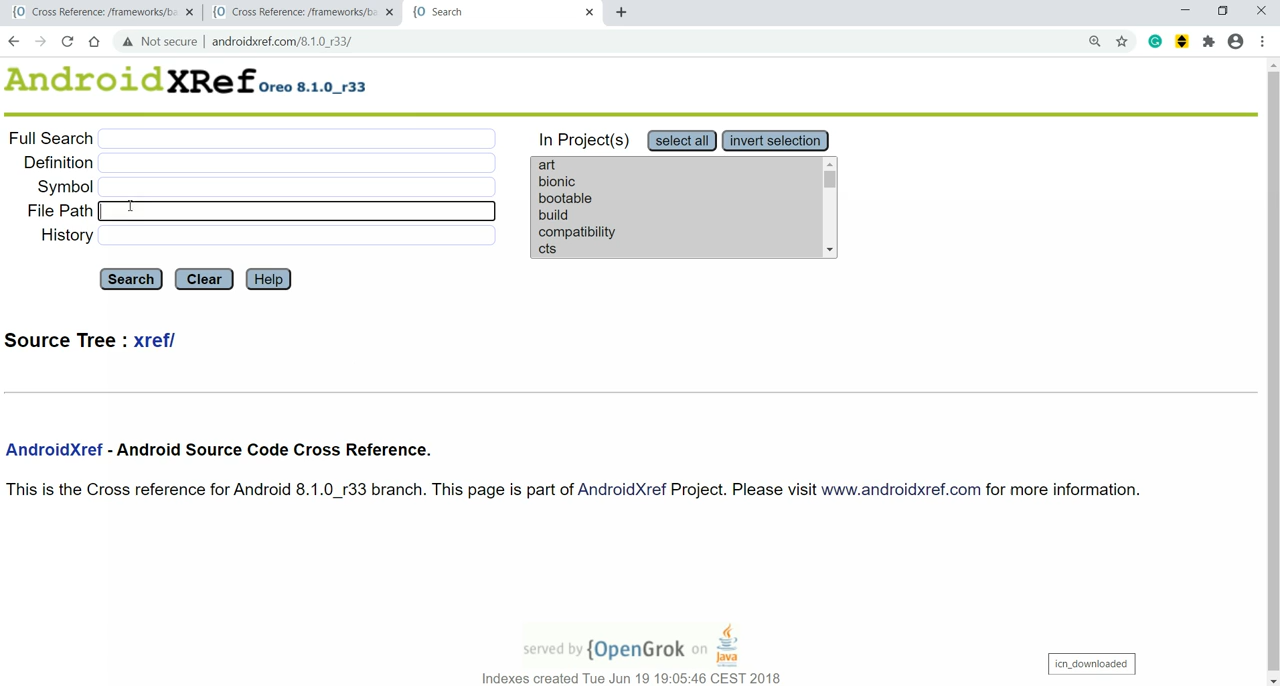 {O Cross Reference: /frameworks/ba
{O Cross Reference: /frameworks/ba
{O Search
Not secure | androidxref.com/8.1.0_r33/
AndroidXRef Oreo 8.1.0_r33
Full Search
Definition
Symbol
File Path
History
In Project(s) select all invert selection
art
bionic
bootable
build
compatibility
cts
Search Clear Help
Source Tree : xref/
AndroidXref - Android Source Code Cross Reference.
This is the Cross reference for Android 8.1.0_r33 branch. This page is part of AndroidXref Project. Please visit www.androidxref.com for more information.
served by {OpenGrok on Java
Indexes created Tue Jun 19 19:05:46 CEST 2018
icn_downloaded